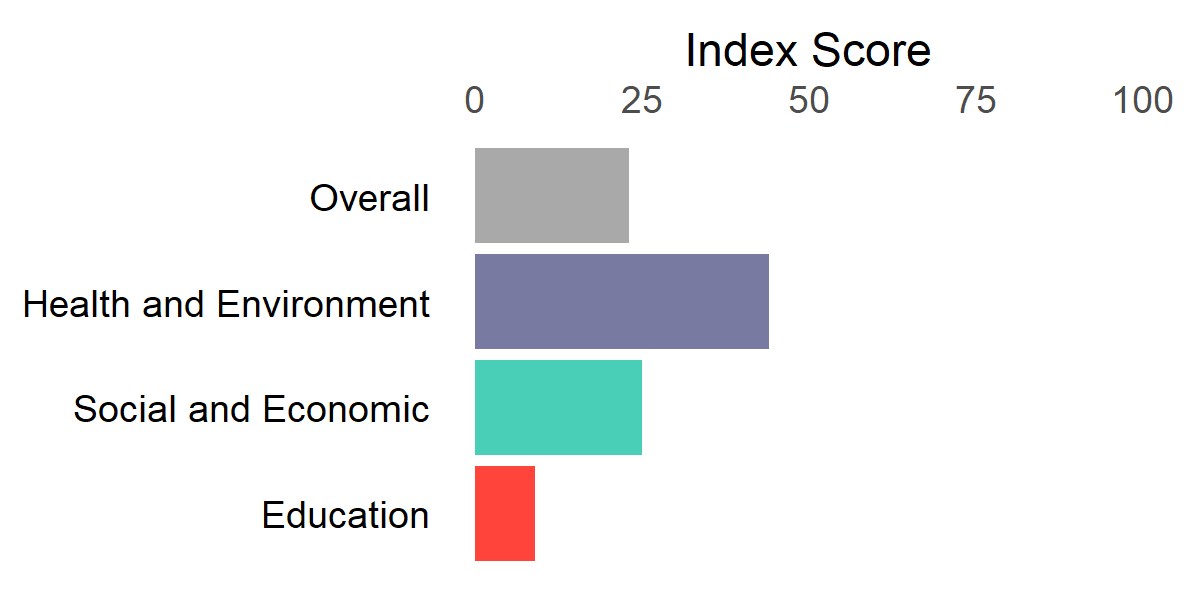 Index Score
0 25 50 75 100
Overall
Health and Environment
Social and Economic
Education